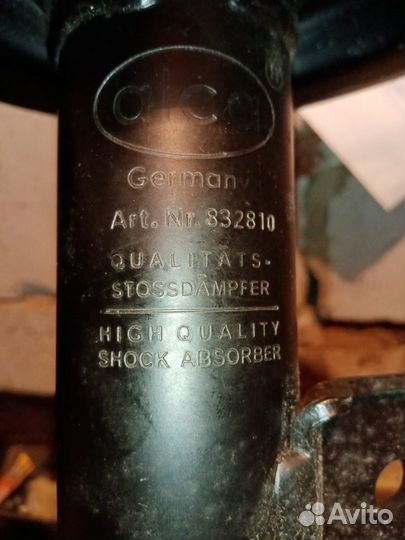 alca®
Germany
Art. Nr. 832810
QUALITÄTS-
STOSSDÄMPFER
HIGH QUALITY
SHOCK ABSORBER
Avito